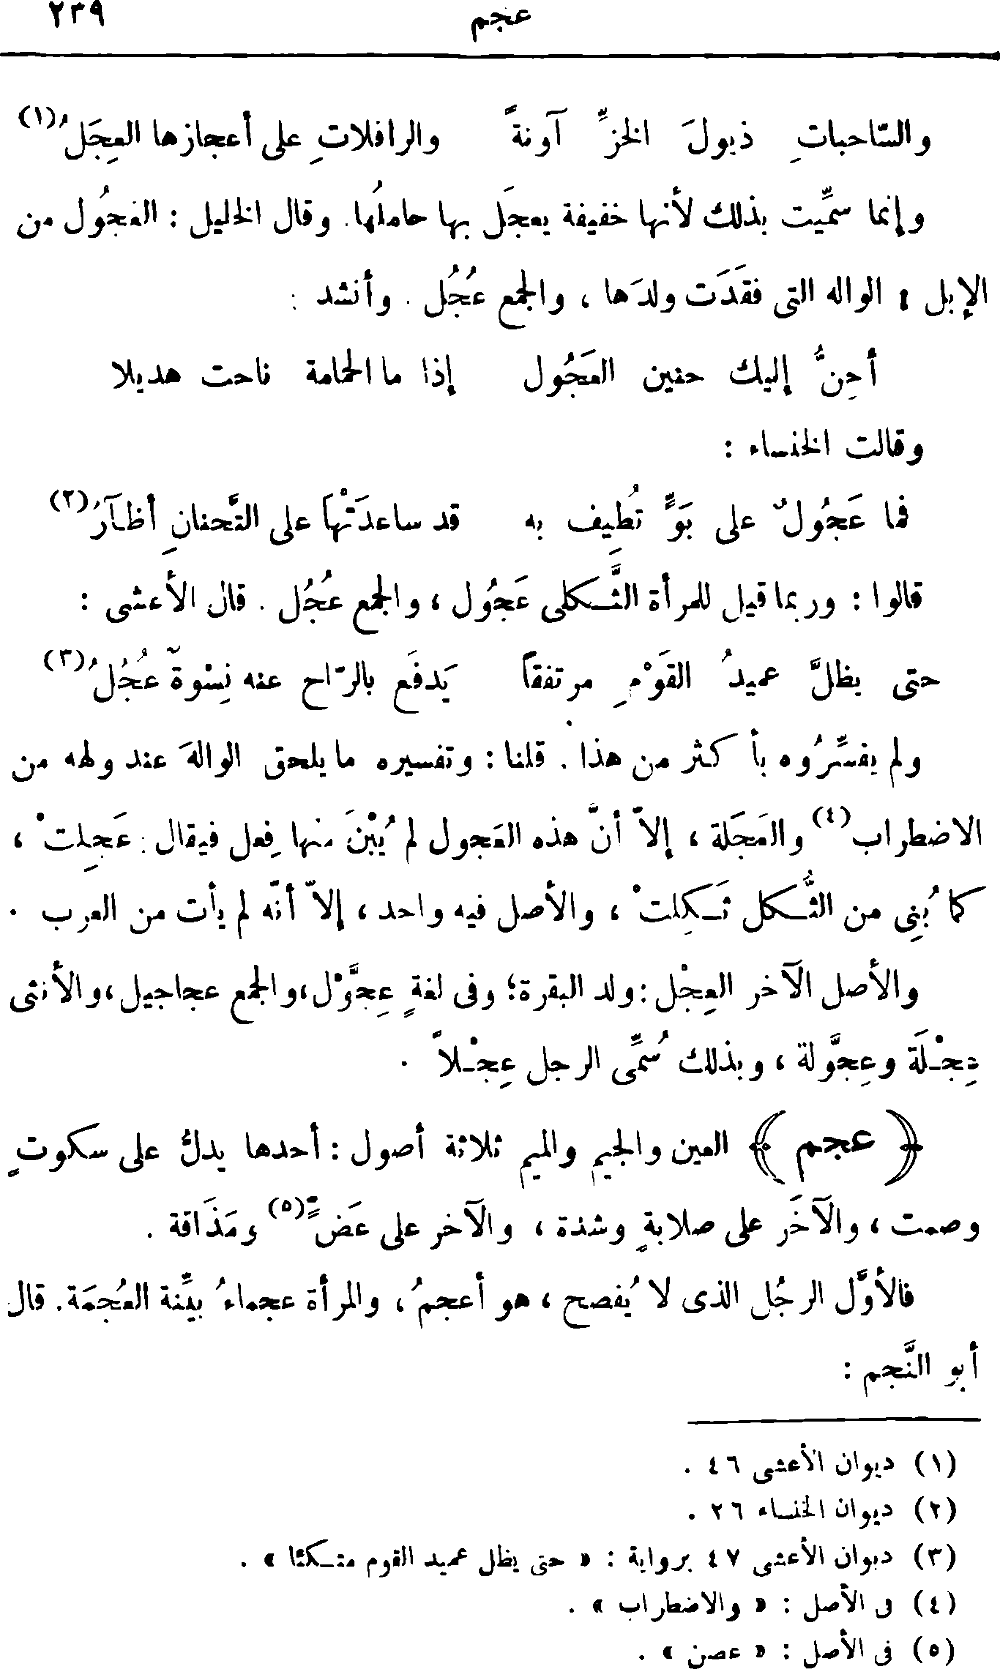 عجم ٢٣٩
والسّاحباتِ ذيولَ الخزِّ آونةً والرافلاتِ على أعجازها العِجَلُ(١)
وإنما سمِّيت بذلك لأنها خفيفة يعجَل بها حاملُها. وقال الخليل: العَجُول من
الإبل: الواله التى فقَدَت ولدَها، والجمع عُجُل. وأنشد:
أحِنُّ إليك حنين العَجُول إذا ما الحمامة ناحت هديلا
وقالت الخنساء:
فما عَجُولٌ على بَوٍّ تُطِيف به قد ساعدَتْهَا على التَّحنانِ أظآرُ(٢)
قالوا: وربما قيل للمرأة الثَّكلى عَجُول، والجمع عُجُل. قال الأعشى:
حتى يظلَّ عميدُ القَوْمِ مرتفقاً يَدفَع بالرّاح عنه نِسْوةٌ عُجُلُ(٣)
ولم يفسِّرُوه بأكثر من هذا. قلنا: وتفسيره ما يلحق الوالهَ عند ولهه من
الاضطراب(٤) والعَجَلة، إلاّ أنَّ هذه العَجول لم يُبْنَ منها فِعل فيقال: عَجِلتْ،
كما بُنِى من الثُّكل ثَكِلتْ، والأصل فيه واحد، إلاّ أنّه لم يأت من العرب.
والأصل الآخر العِجْل: ولد البقرة؛ وفى لغةٍ عِجَّوْل، والجمع عجاجيل، والأنثى
عِجْلَة وعِجَّولة، وبذلك سُمِّى الرجل عِجْلاً.
﴿عجم﴾ العين والجيم والميم ثلاثة أصول: أحدها يدلُّ على سكوتٍ
وصمت، والآخَر على صلابةٍ وشدة، والآخر على عَضٍّ(٥) ومَذَاقة.
فالأوَّل الرجُل الذى لا يُفصح، هو أعجمُ، والمرأة عجماءُ بيِّنة العُجمَة. قال
أبو النَّجم:
(١) ديوان الأعشى ٤٦.
(٢) ديوان الخنساء ٢٦.
(٣) ديوان الأعشى ٤٧ برواية: « حتى يظل عميد القوم متكئا ».
(٤) فى الأصل: « والاضطراب ».
(٥) فى الأصل: « عصن ».